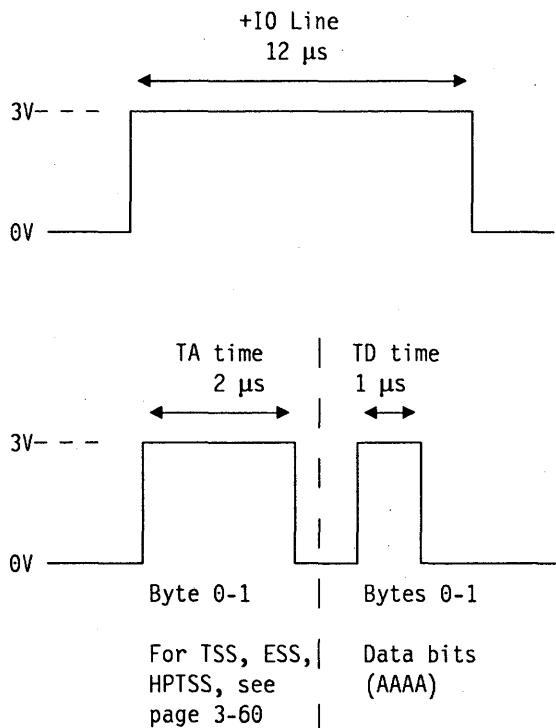 +IO Line
12 µs
3V
0V
TA time | TD time
2 µs | 1 µs
3V
0V
Byte 0-1 | Bytes 0-1
For TSS, ESS, | Data bits
HPTSS, see (AAAA)
page 3-60